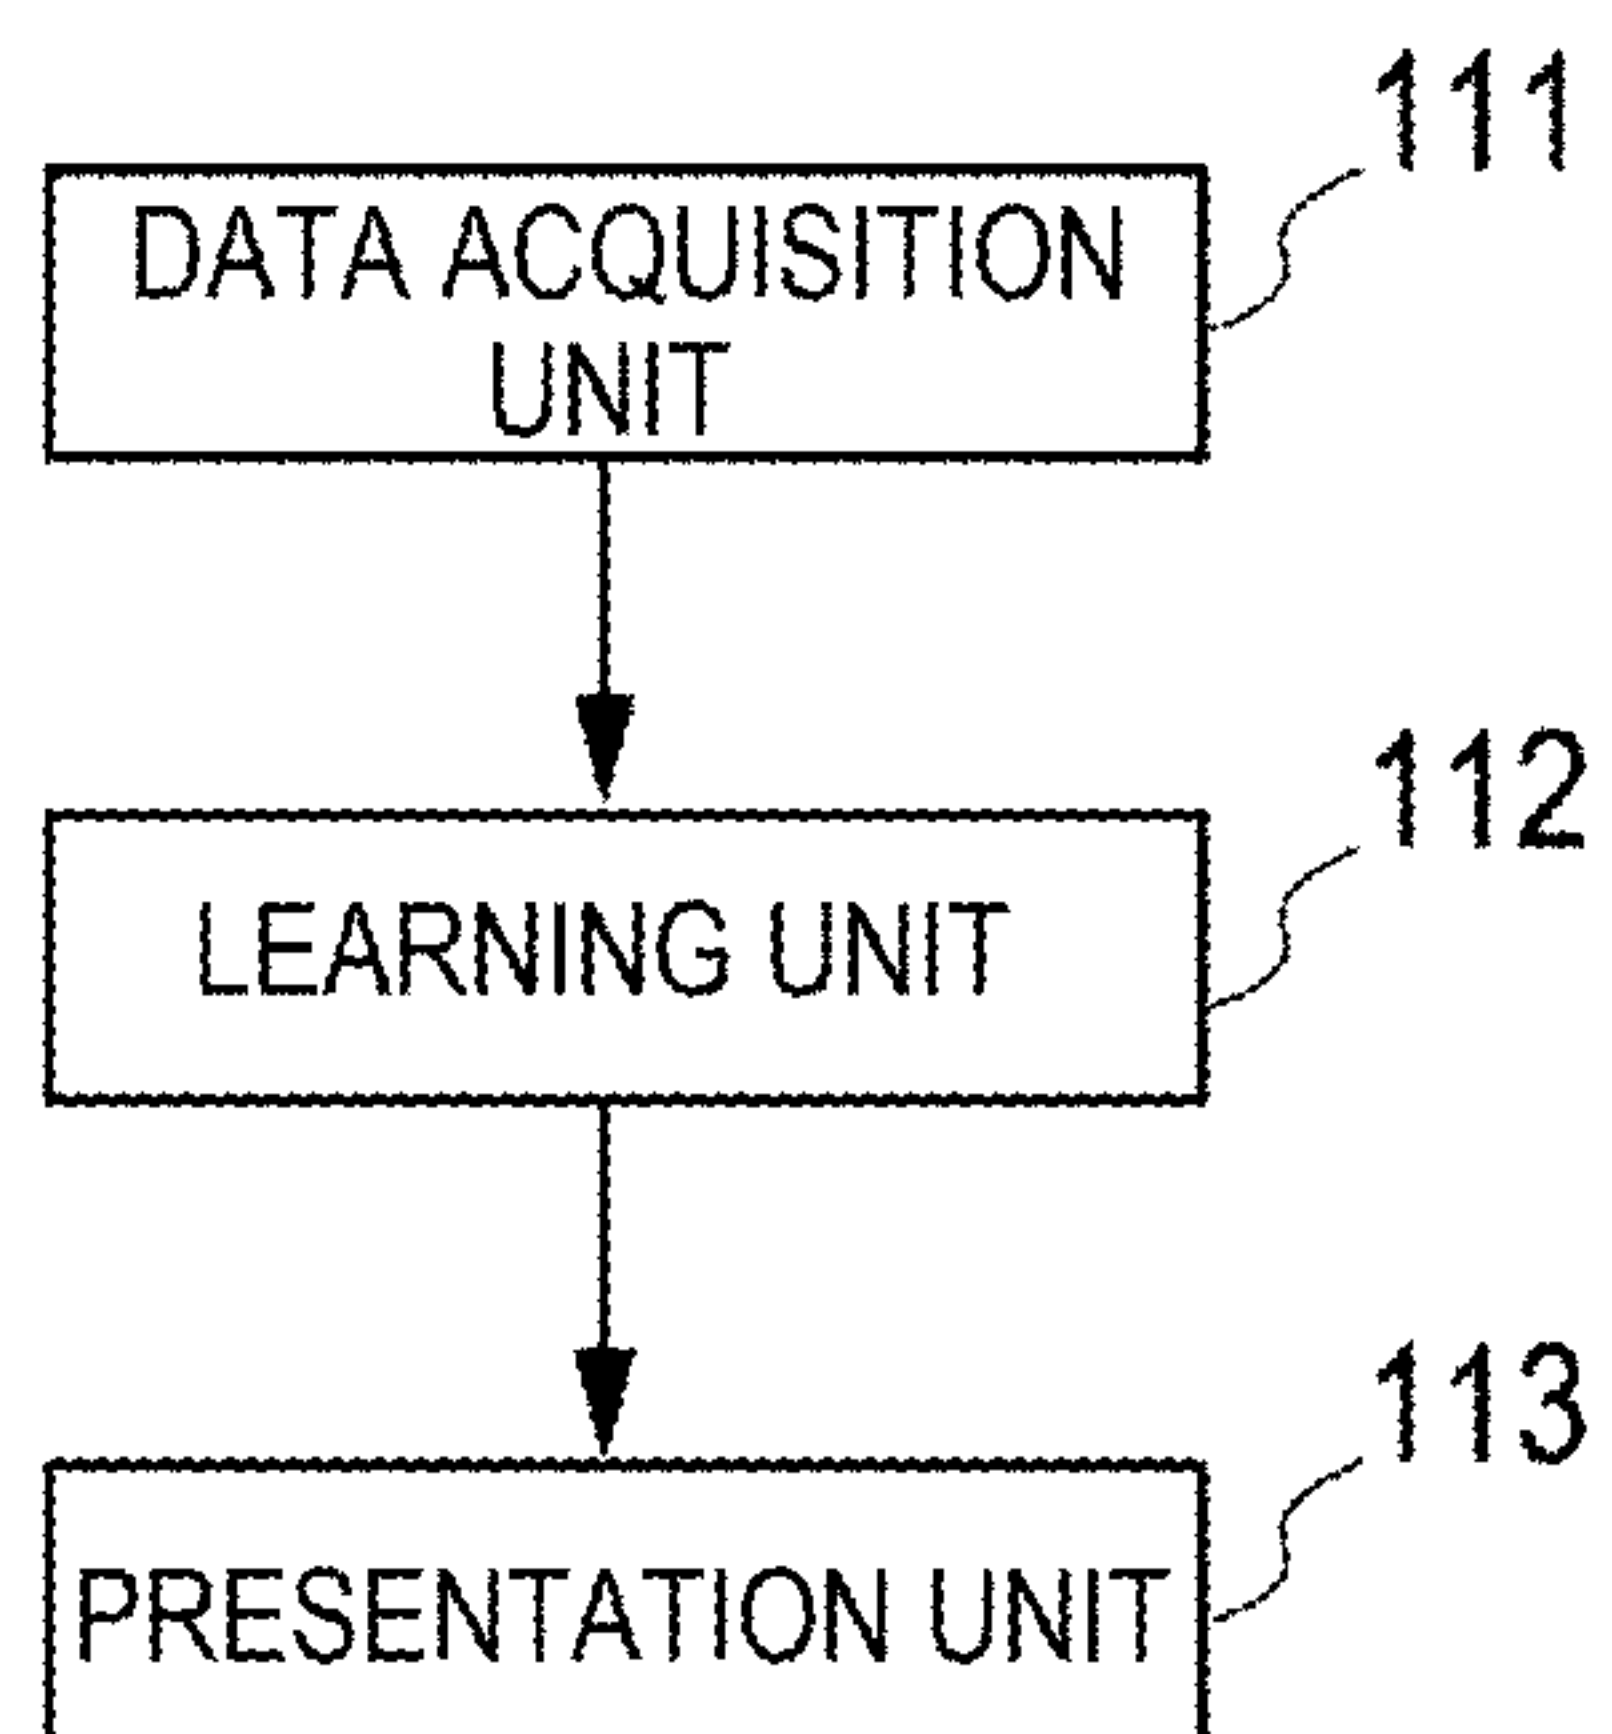 111
DATA ACQUISITION
UNIT
112
LEARNING UNIT
113
PRESENTATION UNIT